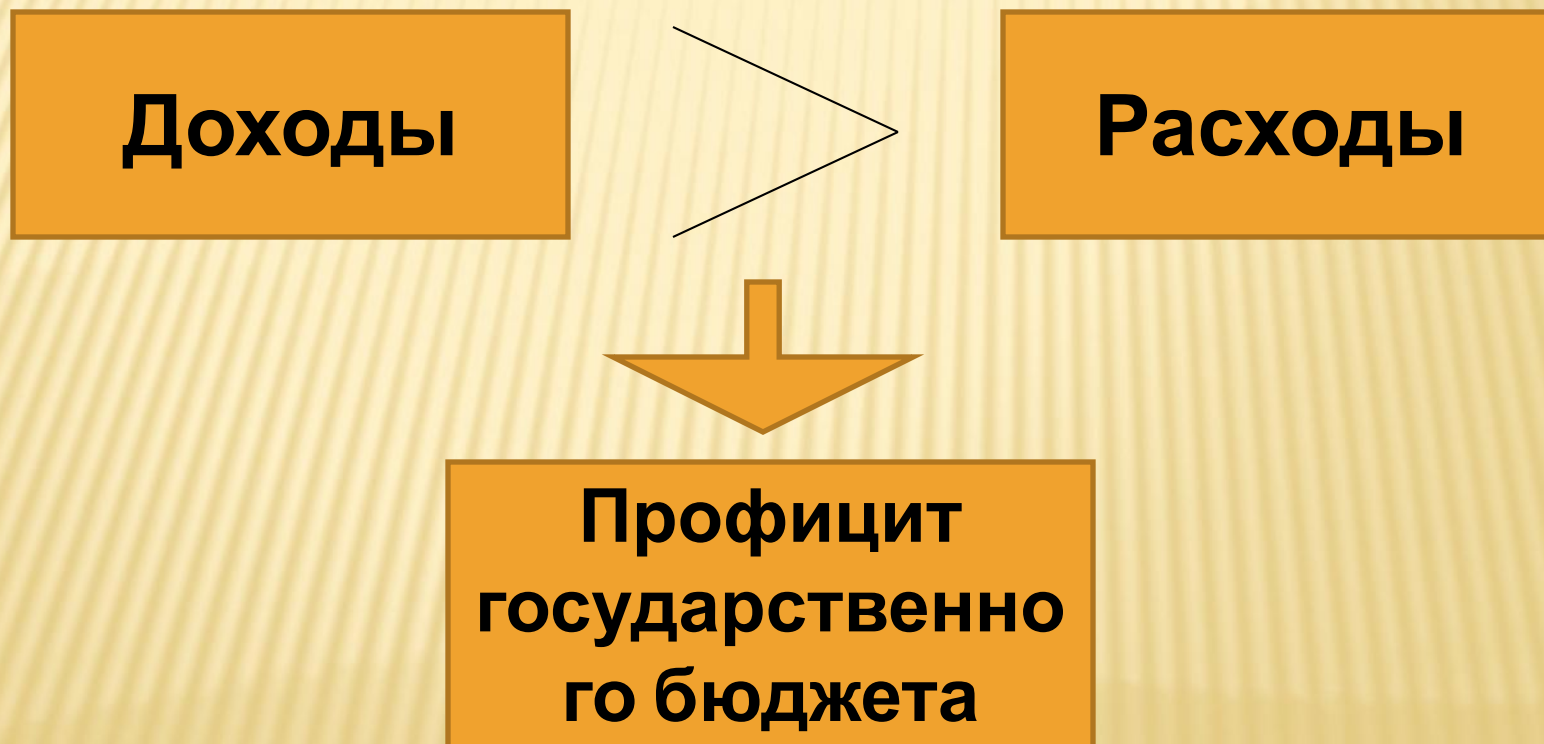 Доходы
Расходы
Профицит
государственно
го бюджета